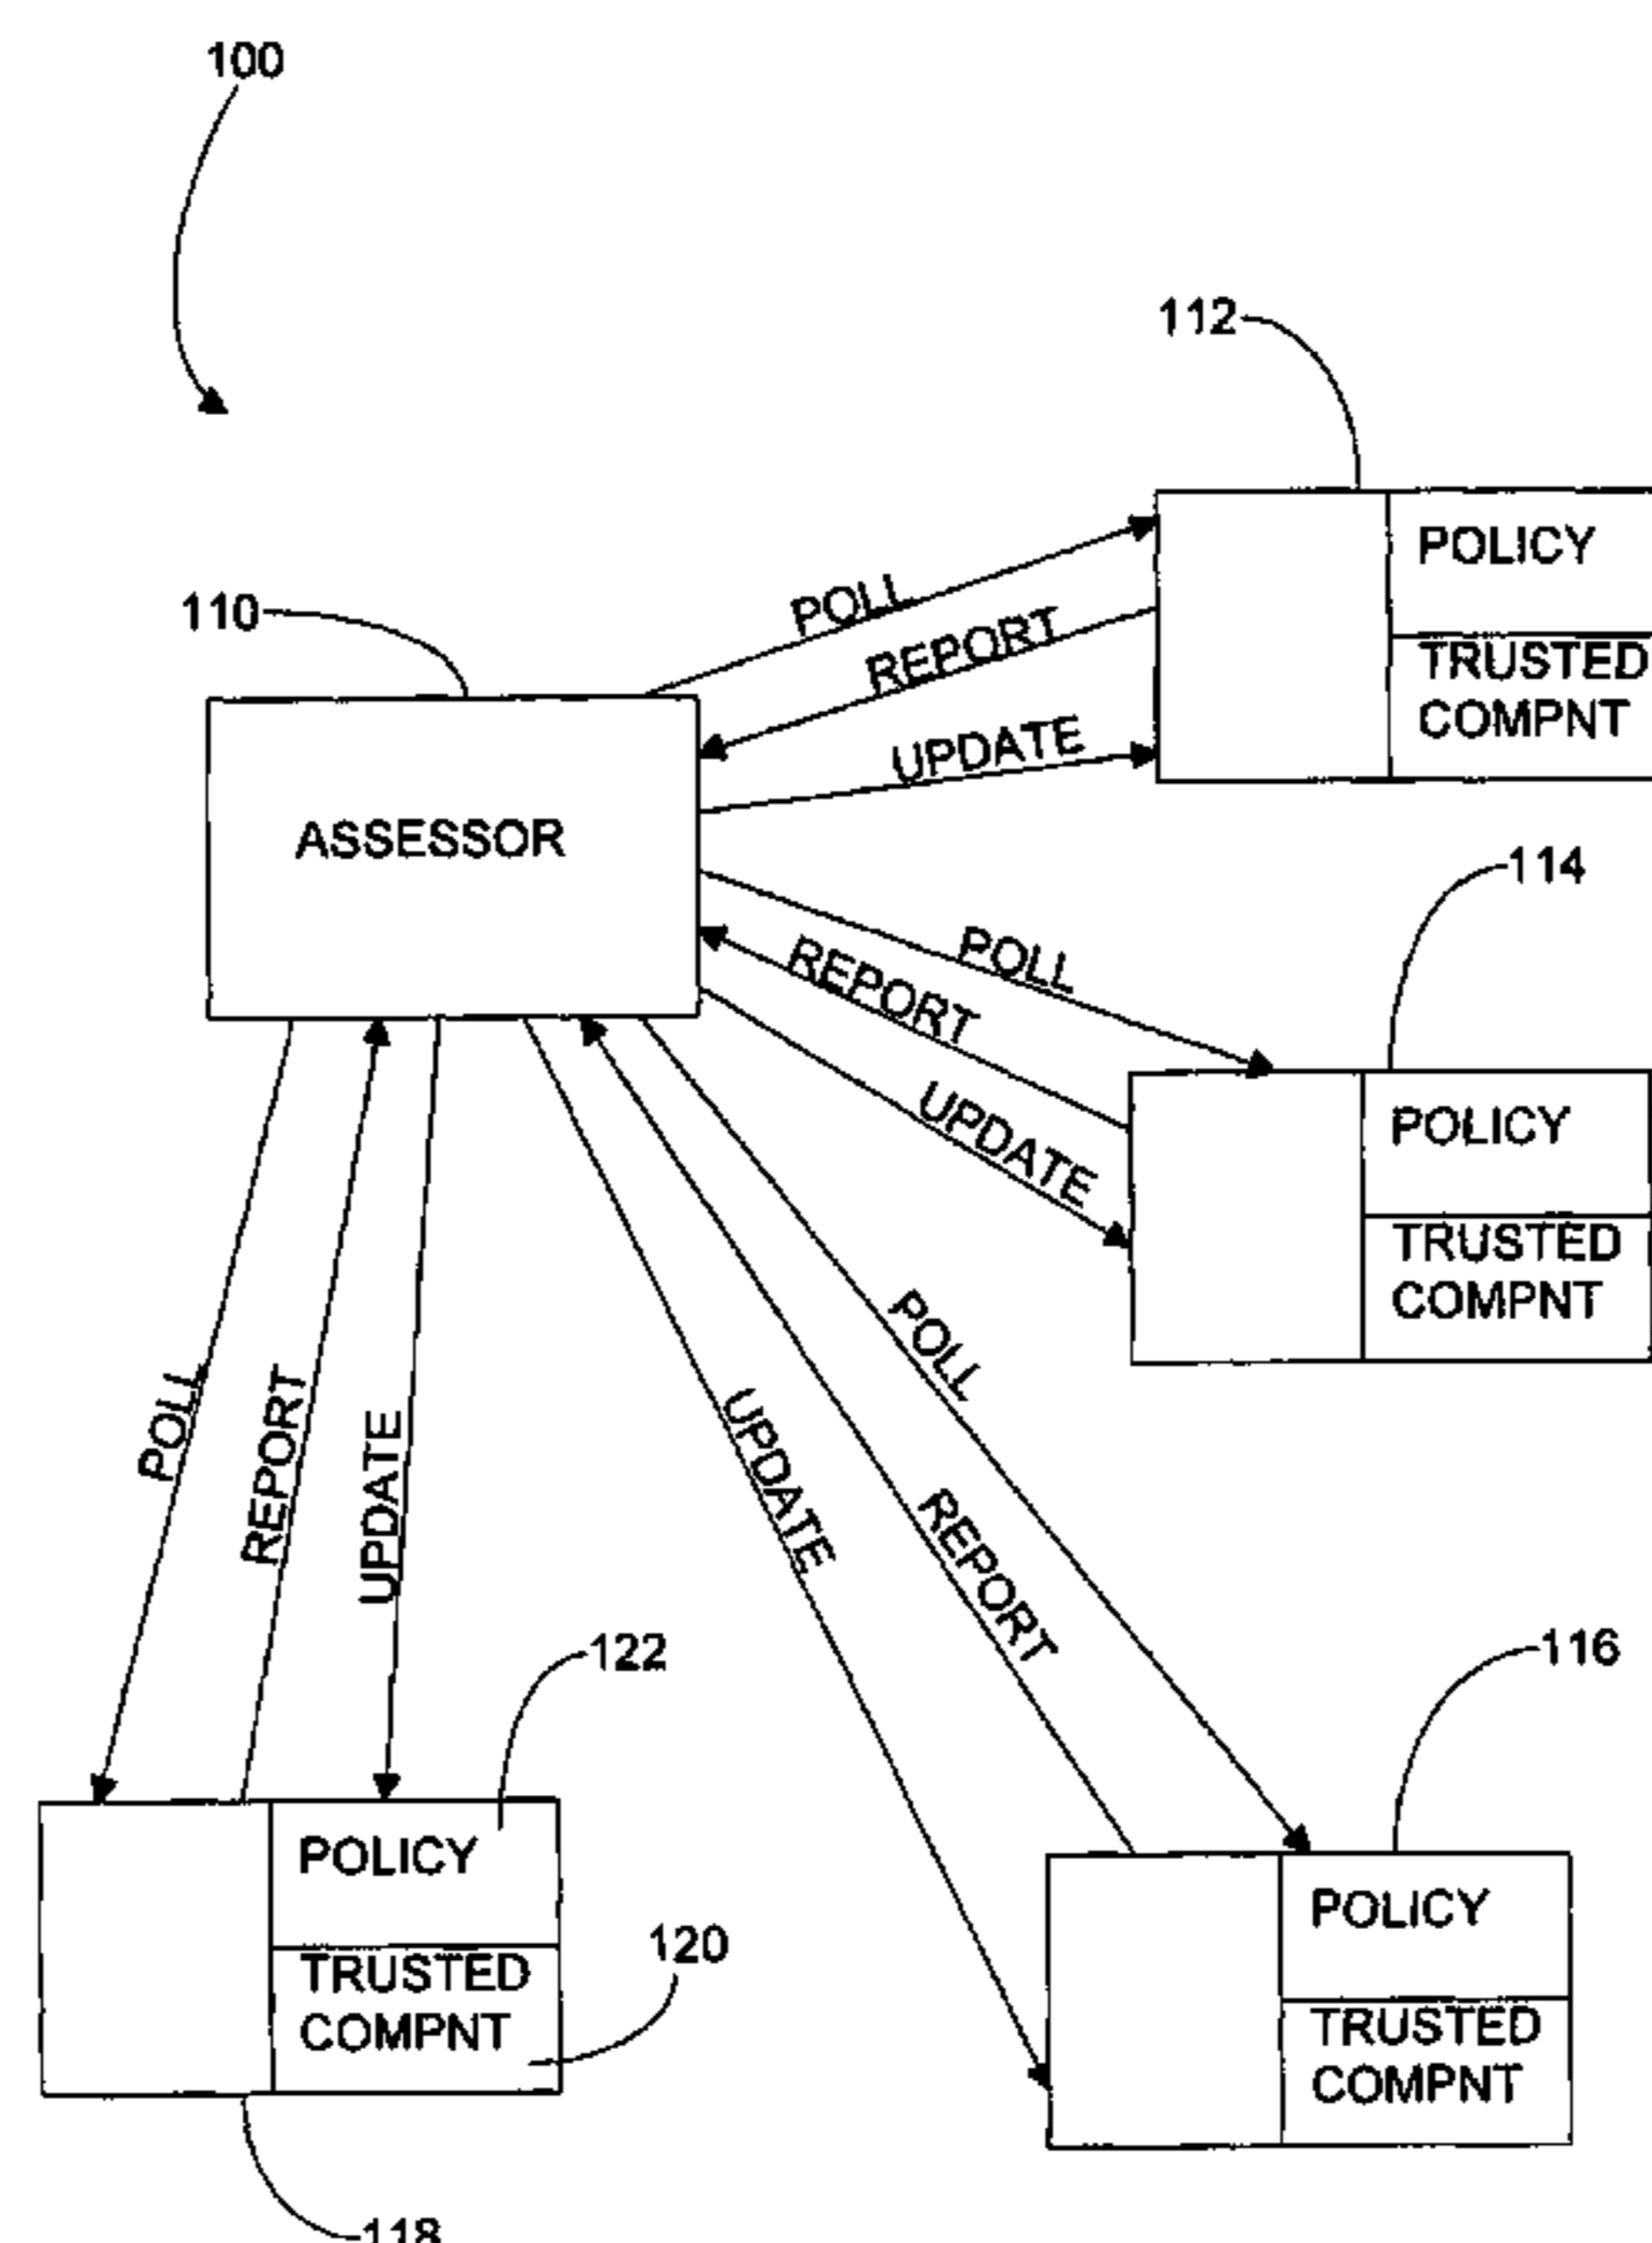 100
112
POLICY
TRUSTED
COMPNT
110
POLL
REPORT
UPDATE
ASSESSOR
114
POLL
REPORT
UPDATE
POLICY
TRUSTED
COMPNT
POLL
REPORT
UPDATE
UPDATE
POLL
REPORT
122
POLICY
120
TRUSTED
COMPNT
118
116
POLICY
TRUSTED
COMPNT